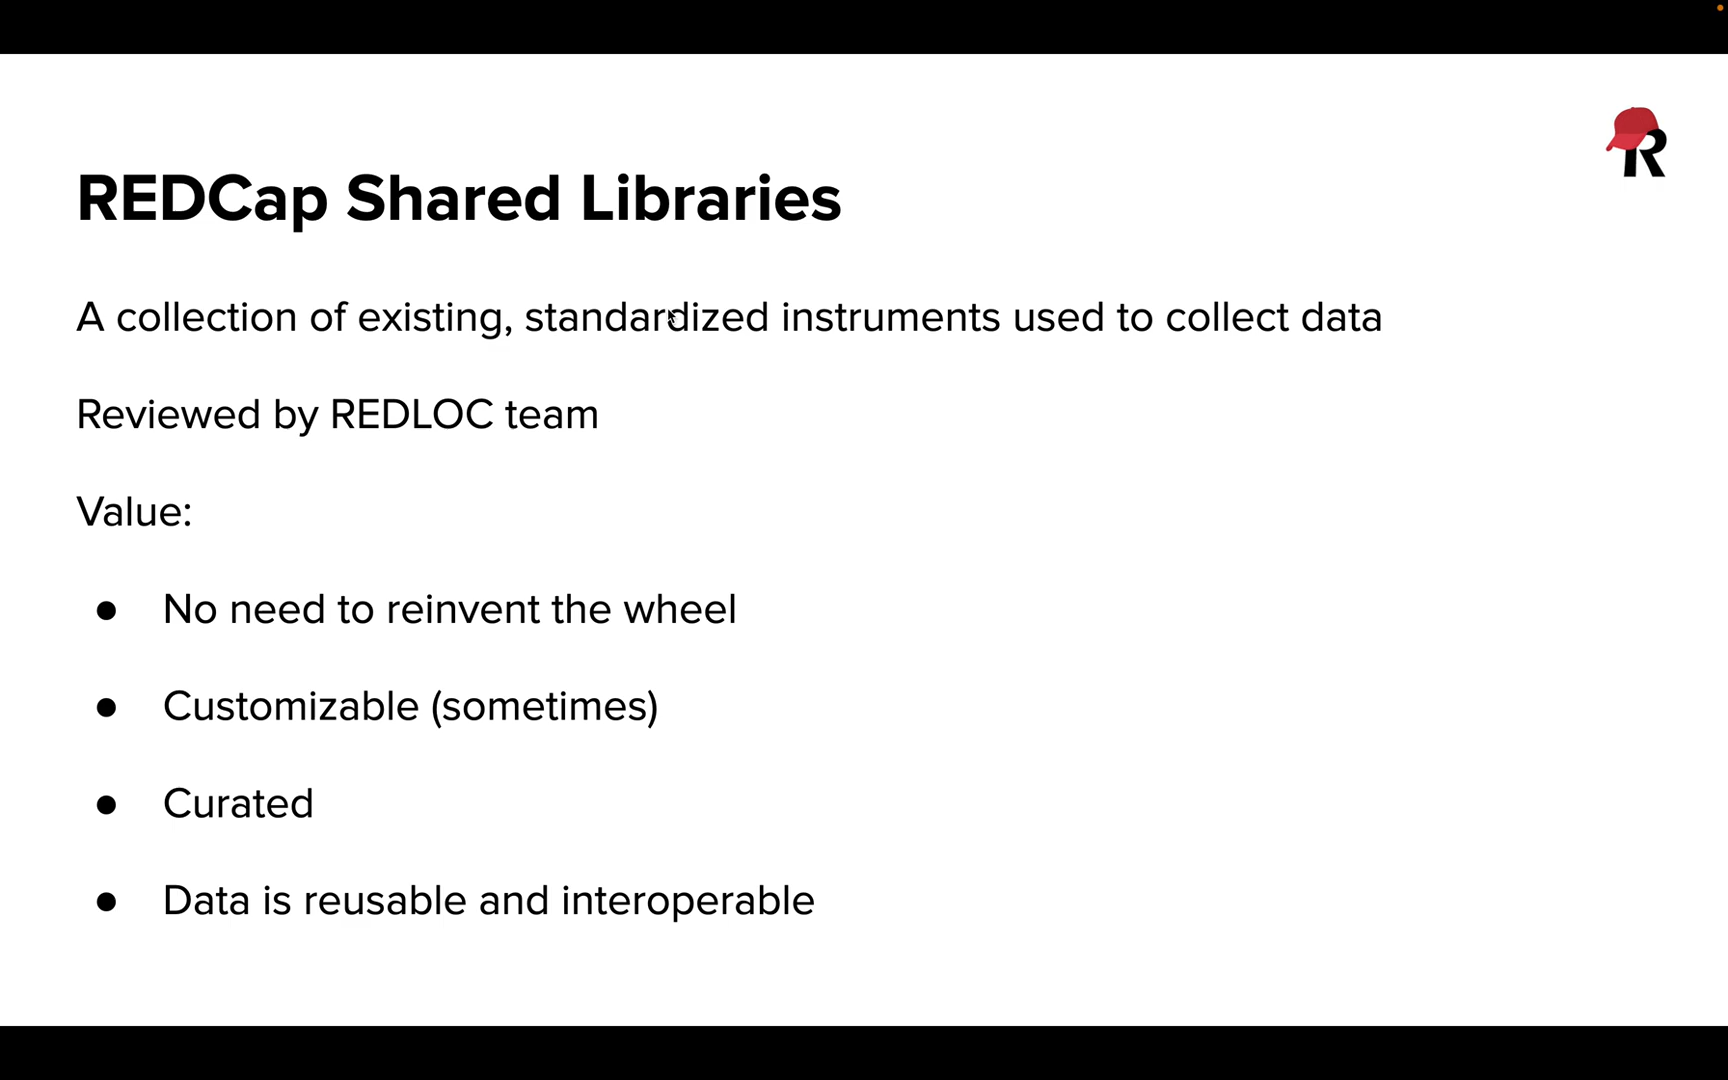 R
REDCap Shared Libraries
A collection of existing, standardized instruments used to collect data
Reviewed by REDLOC team
Value:
● No need to reinvent the wheel
● Customizable (sometimes)
● Curated
● Data is reusable and interoperable